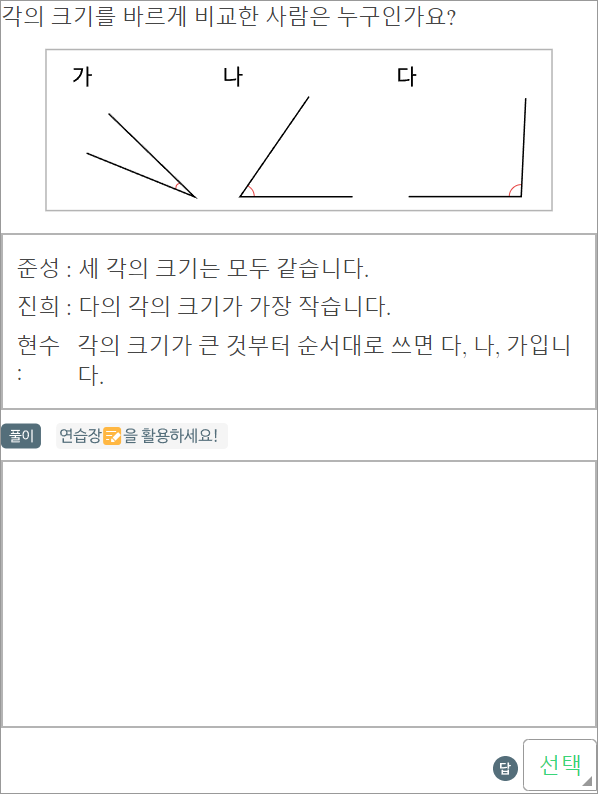 각의 크기를 바르게 비교한 사람은 누구인가요?
가 나 다
준성 : 세 각의 크기는 모두 같습니다.
진희 : 다의 각의 크기가 가장 작습니다.
현수 각의 크기가 큰 것부터 순서대로 쓰면 다, 나, 가입니
: 다.
풀이 연습장을 활용하세요!
답 선택